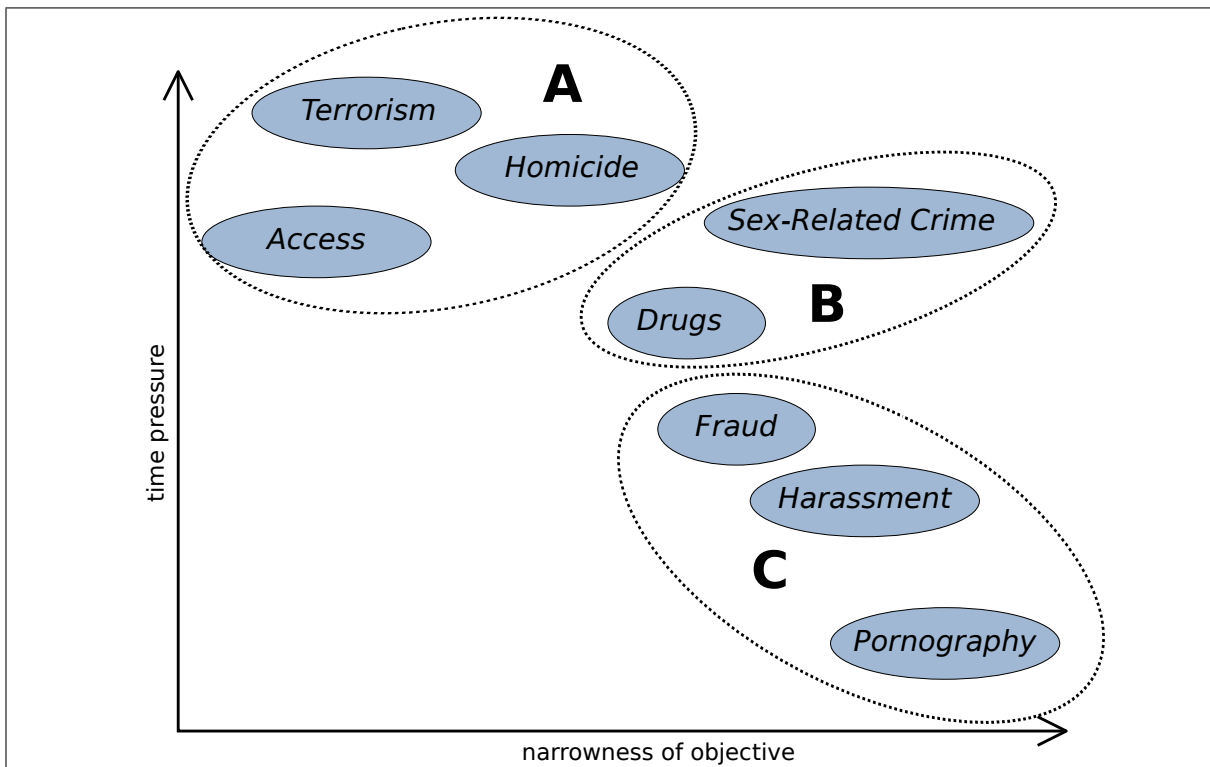 A
Terrorism
Homicide
Access
Sex-Related Crime
Drugs
B
Fraud
Harassment
C
Pornography
time pressure
narrowness of objective